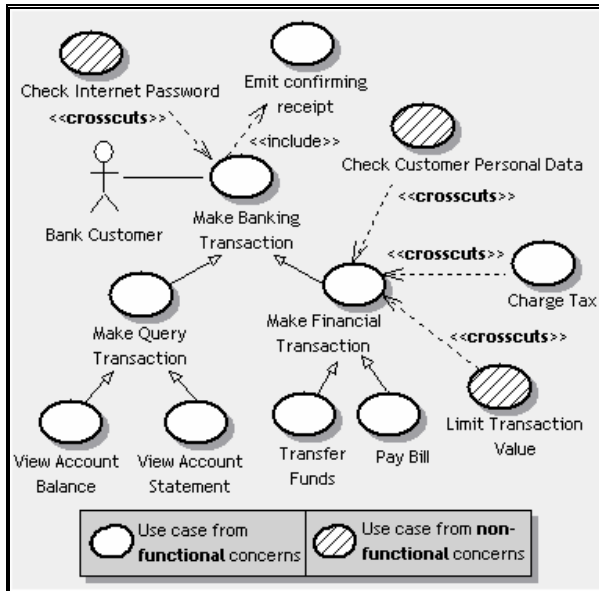 Check Internet Password
<<crosscuts>>
Emit confirming
receipt
<<include>>
Check Customer Personal Data
<<crosscuts>>
Bank Customer
Make Banking
Transaction
<<crosscuts>>
Charge Tax
Make Query
Transaction
Make Financial
Transaction
<<crosscuts>>
Limit Transaction
Value
View Account
Balance
View Account
Statement
Transfer
Funds
Pay Bill
Use case from
functional concerns
Use case from non-
functional concerns